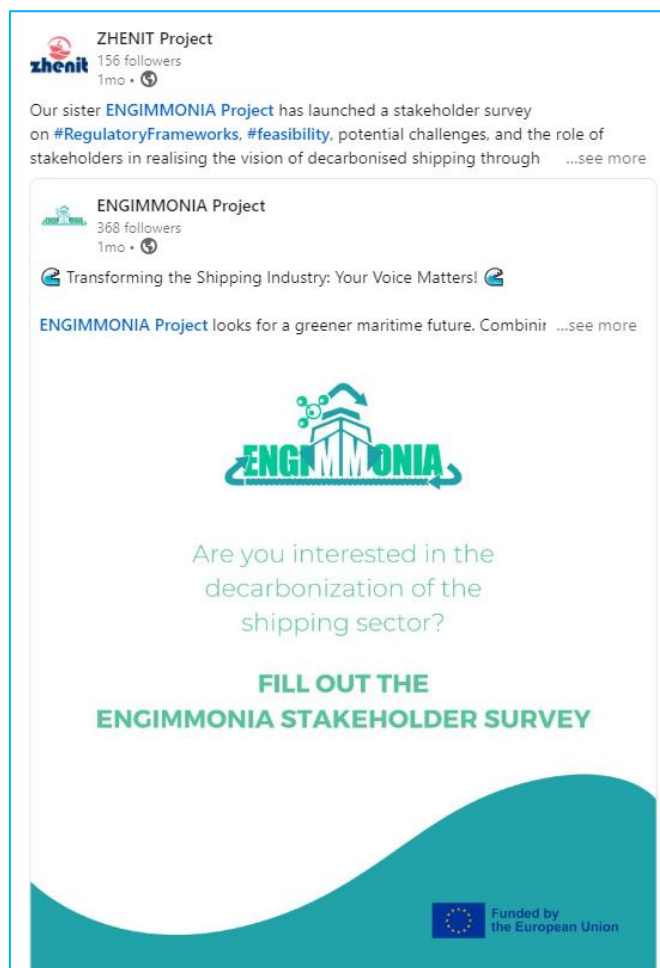 zhenit
ZHENIT Project
156 followers
1mo •
Our sister ENGIMMONIA Project has launched a stakeholder survey
on #RegulatoryFrameworks, #feasibility, potential challenges, and the role of
stakeholders in realising the vision of decarbonised shipping through ...see more
ENGIMMONIA
ENGIMMONIA Project
368 followers
1mo •
Transforming the Shipping Industry: Your Voice Matters!
ENGIMMONIA Project looks for a greener maritime future. Combinin ...see more
ENGIMMONIA
Are you interested in the
decarbonization of the
shipping sector?
FILL OUT THE
ENGIMMONIA STAKEHOLDER SURVEY
Funded by
the European Union